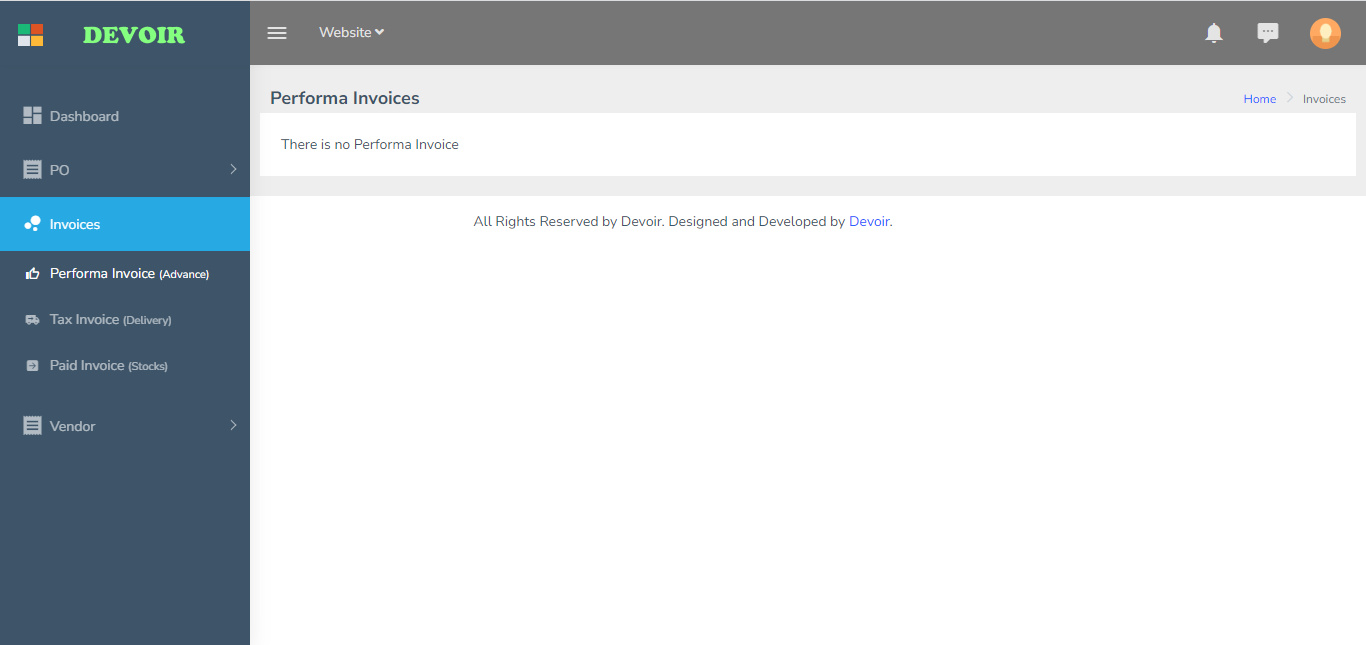 DEVOIR
Website
Dashboard
PO
Invoices
Performa Invoice (Advance)
Tax Invoice (Delivery)
Paid Invoice (Stocks)
Vendor
Performa Invoices
Home
Invoices
There is no Performa Invoice
All Rights Reserved by Devoir. Designed and Developed by Devoir.